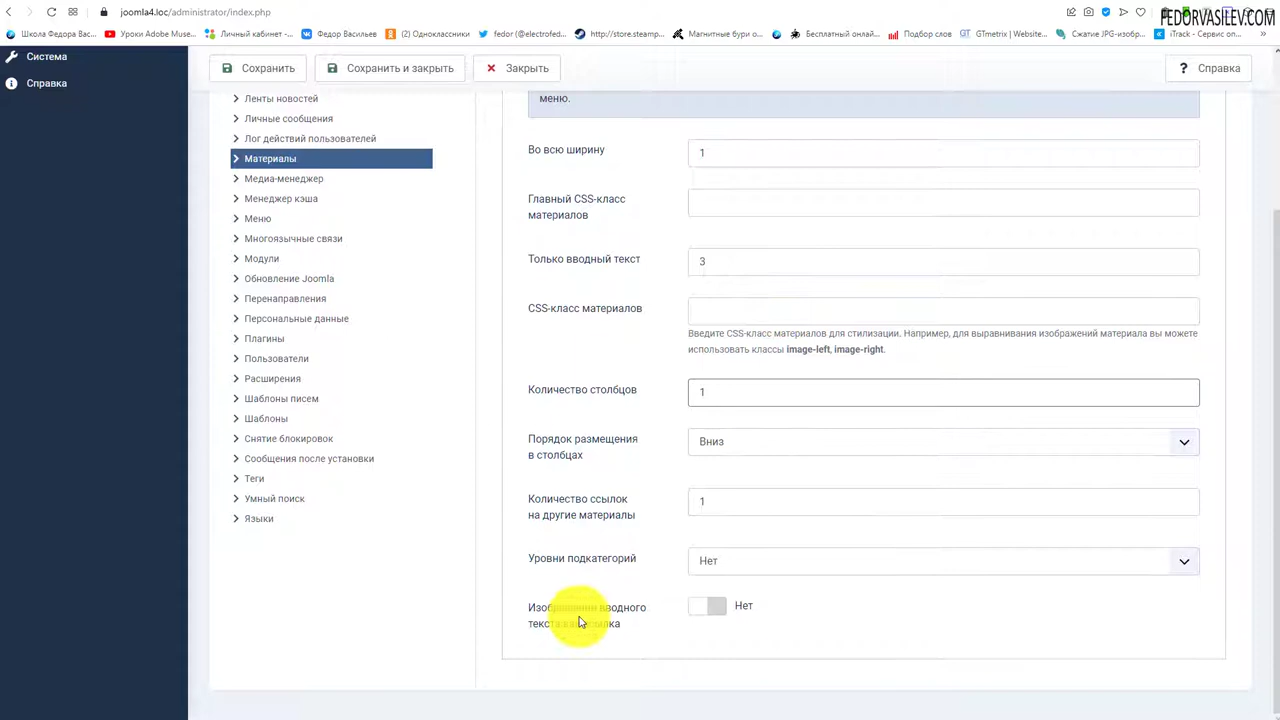 joomla4.loc/administrator/index.php
FEDORVASILEV.COM
Школа Федора Вас...
Уроки Adobe Muse...
Личный кабинет -...
Федор Васильев
(2) Одноклассники
fedor (@electrofed...
http://store.steamp...
Магнитные бури о...
Бесплатный онлай...
Подбор слов
GTmetrix | Website...
Сжатие JPG-изобр...
iTrack - Сервис оп...
Система
Справка
Сохранить
Сохранить и закрыть
Закрыть
Справка
Ленты новостей
Личные сообщения
Лог действий пользователей
Материалы
Медиа-менеджер
Менеджер кэша
Меню
Многоязычные связи
Модули
Обновление Joomla
Перенаправления
Персональные данные
Плагины
Пользователи
Расширения
Шаблоны писем
Шаблоны
Снятие блокировок
Сообщения после установки
Теги
Умный поиск
Языки
меню.
Во всю ширину
1
Главный CSS-класс
материалов
Только вводный текст
3
CSS-класс материалов
Введите CSS-класс материалов для стилизации. Например, для выравнивания изображений материала вы можете
использовать классы image-left, image-right.
Количество столбцов
1
Порядок размещения
в столбцах
Вниз
Количество ссылок
на другие материалы
1
Уровни подкатегорий
Нет
Изображения вводного
текста как ссылка
Нет